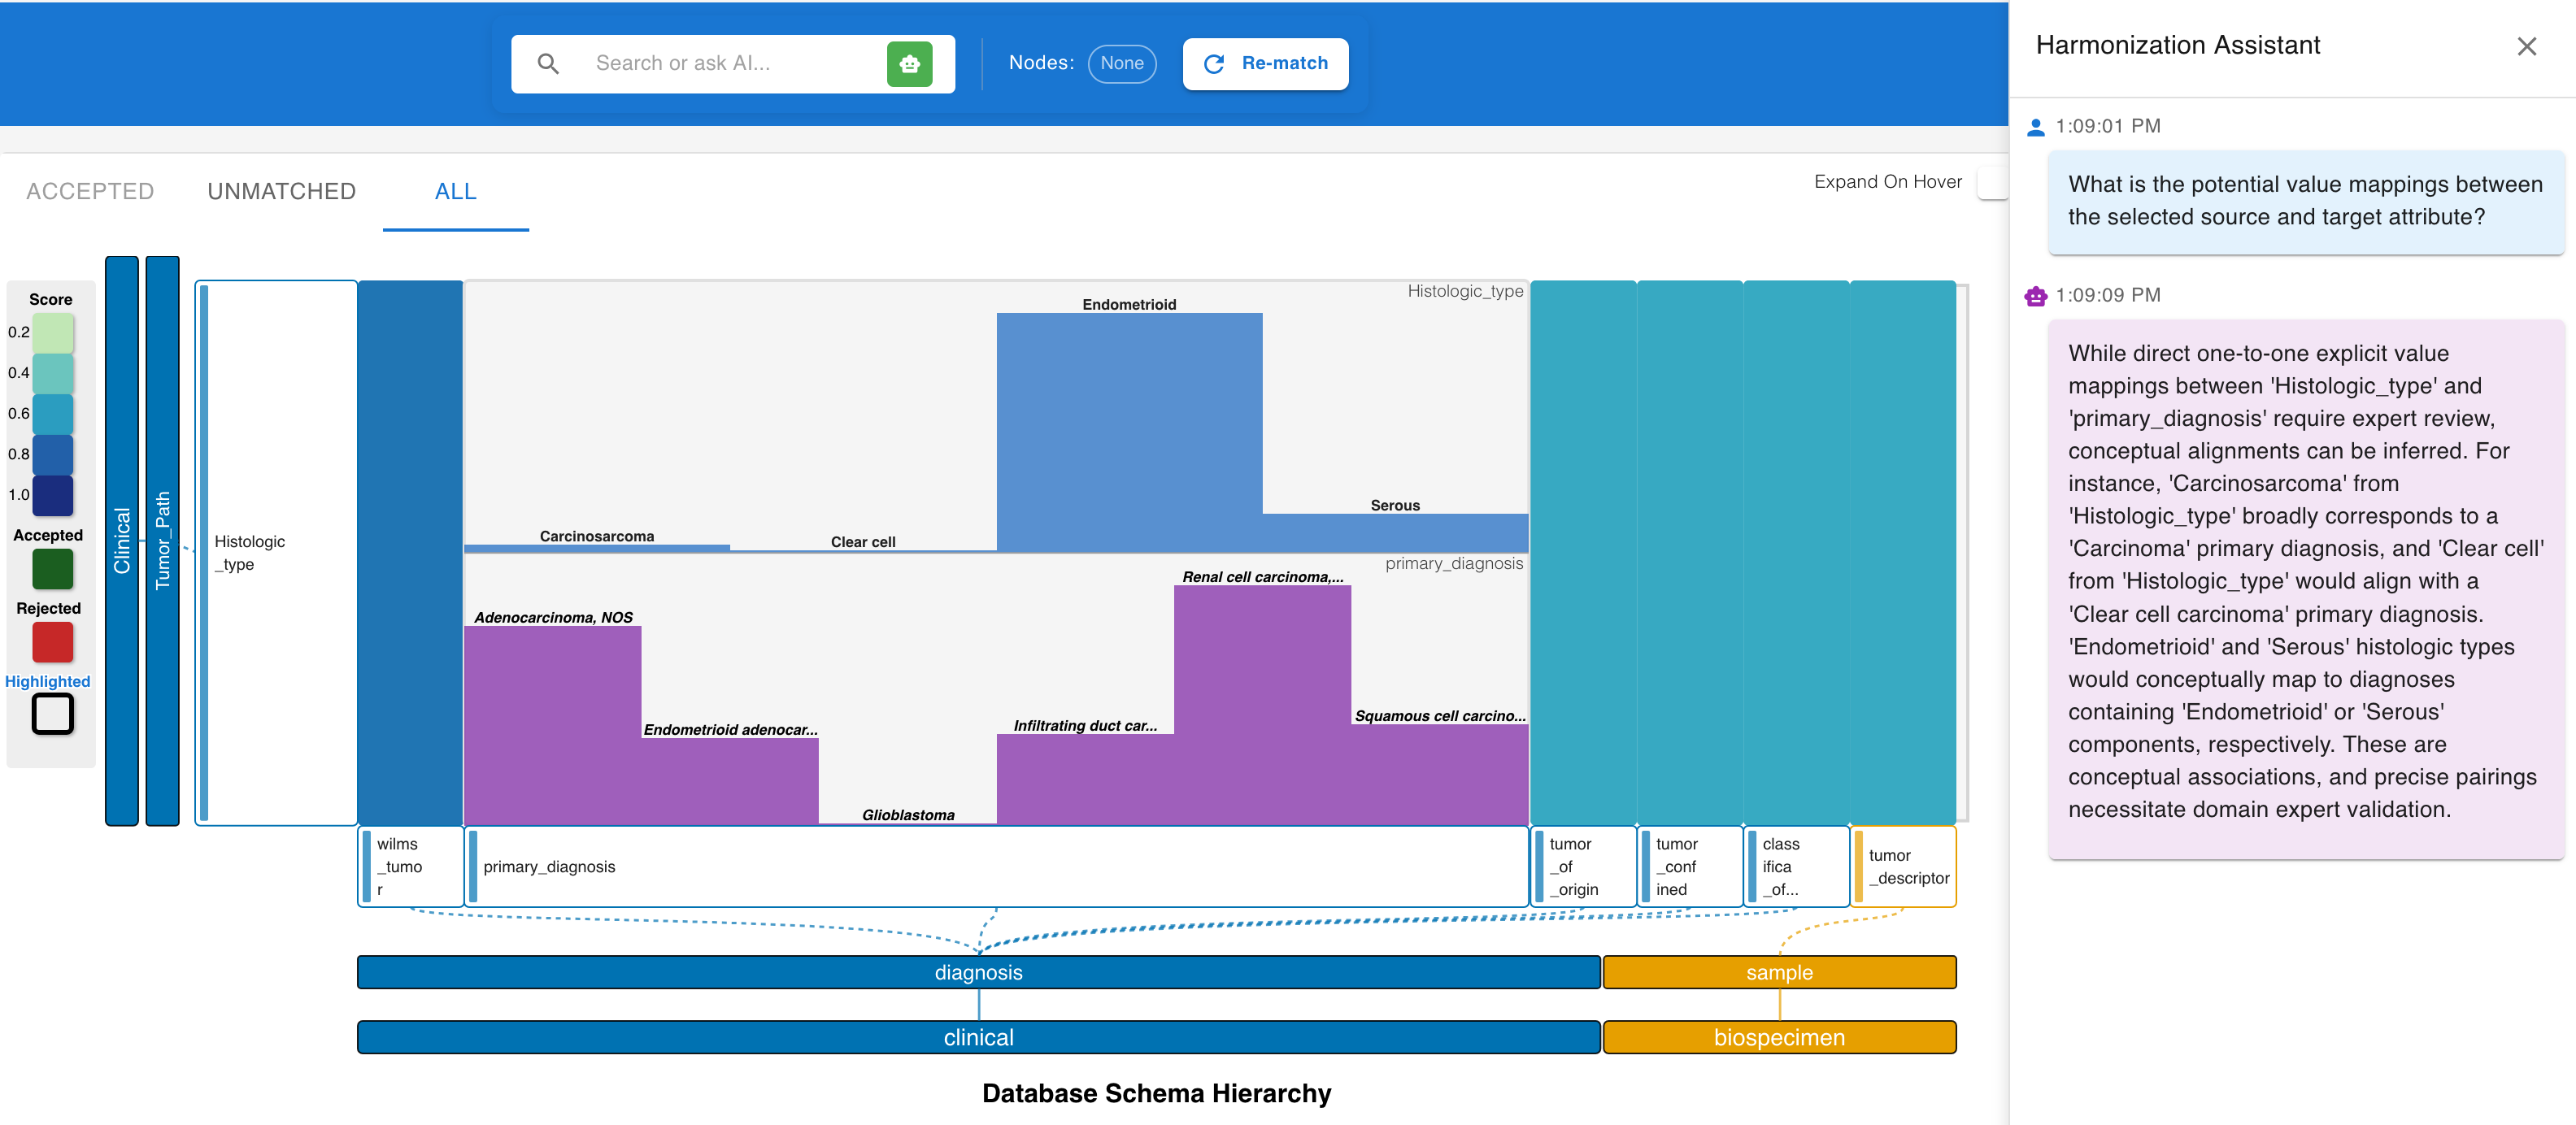 Search or ask AI...
Nodes:
None
Re-match
Harmonization Assistant
ACCEPTED
UNMATCHED
ALL
Expand On Hover
Score
0.2
0.4
0.6
0.8
1.0
Accepted
Rejected
Highlighted
Clinical
Tumor_Path
Histologic
_type
Histologic_type
Endometrioid
Serous
Carcinosarcoma
Clear cell
primary_diagnosis
Renal cell carcinoma,...
Adenocarcinoma, NOS
Squamous cell carcino...
Endometrioid adenocar...
Infiltrating duct car...
Glioblastoma
wilms
_tumo
r
primary_diagnosis
tumor
_of
_origin
tumor
_conf
ined
class
ifica
_of...
tumor
_descriptor
diagnosis
sample
clinical
biospecimen
Database Schema Hierarchy
1:09:01 PM
What is the potential value mappings between
the selected source and target attribute?
1:09:09 PM
While direct one-to-one explicit value
mappings between 'Histologic_type' and
'primary_diagnosis' require expert review,
conceptual alignments can be inferred. For
instance, 'Carcinosarcoma' from
'Histologic_type' broadly corresponds to a
'Carcinoma' primary diagnosis, and 'Clear cell'
from 'Histologic_type' would align with a
'Clear cell carcinoma' primary diagnosis.
'Endometrioid' and 'Serous' histologic types
would conceptually map to diagnoses
containing 'Endometrioid' or 'Serous'
components, respectively. These are
conceptual associations, and precise pairings
necessitate domain expert validation.